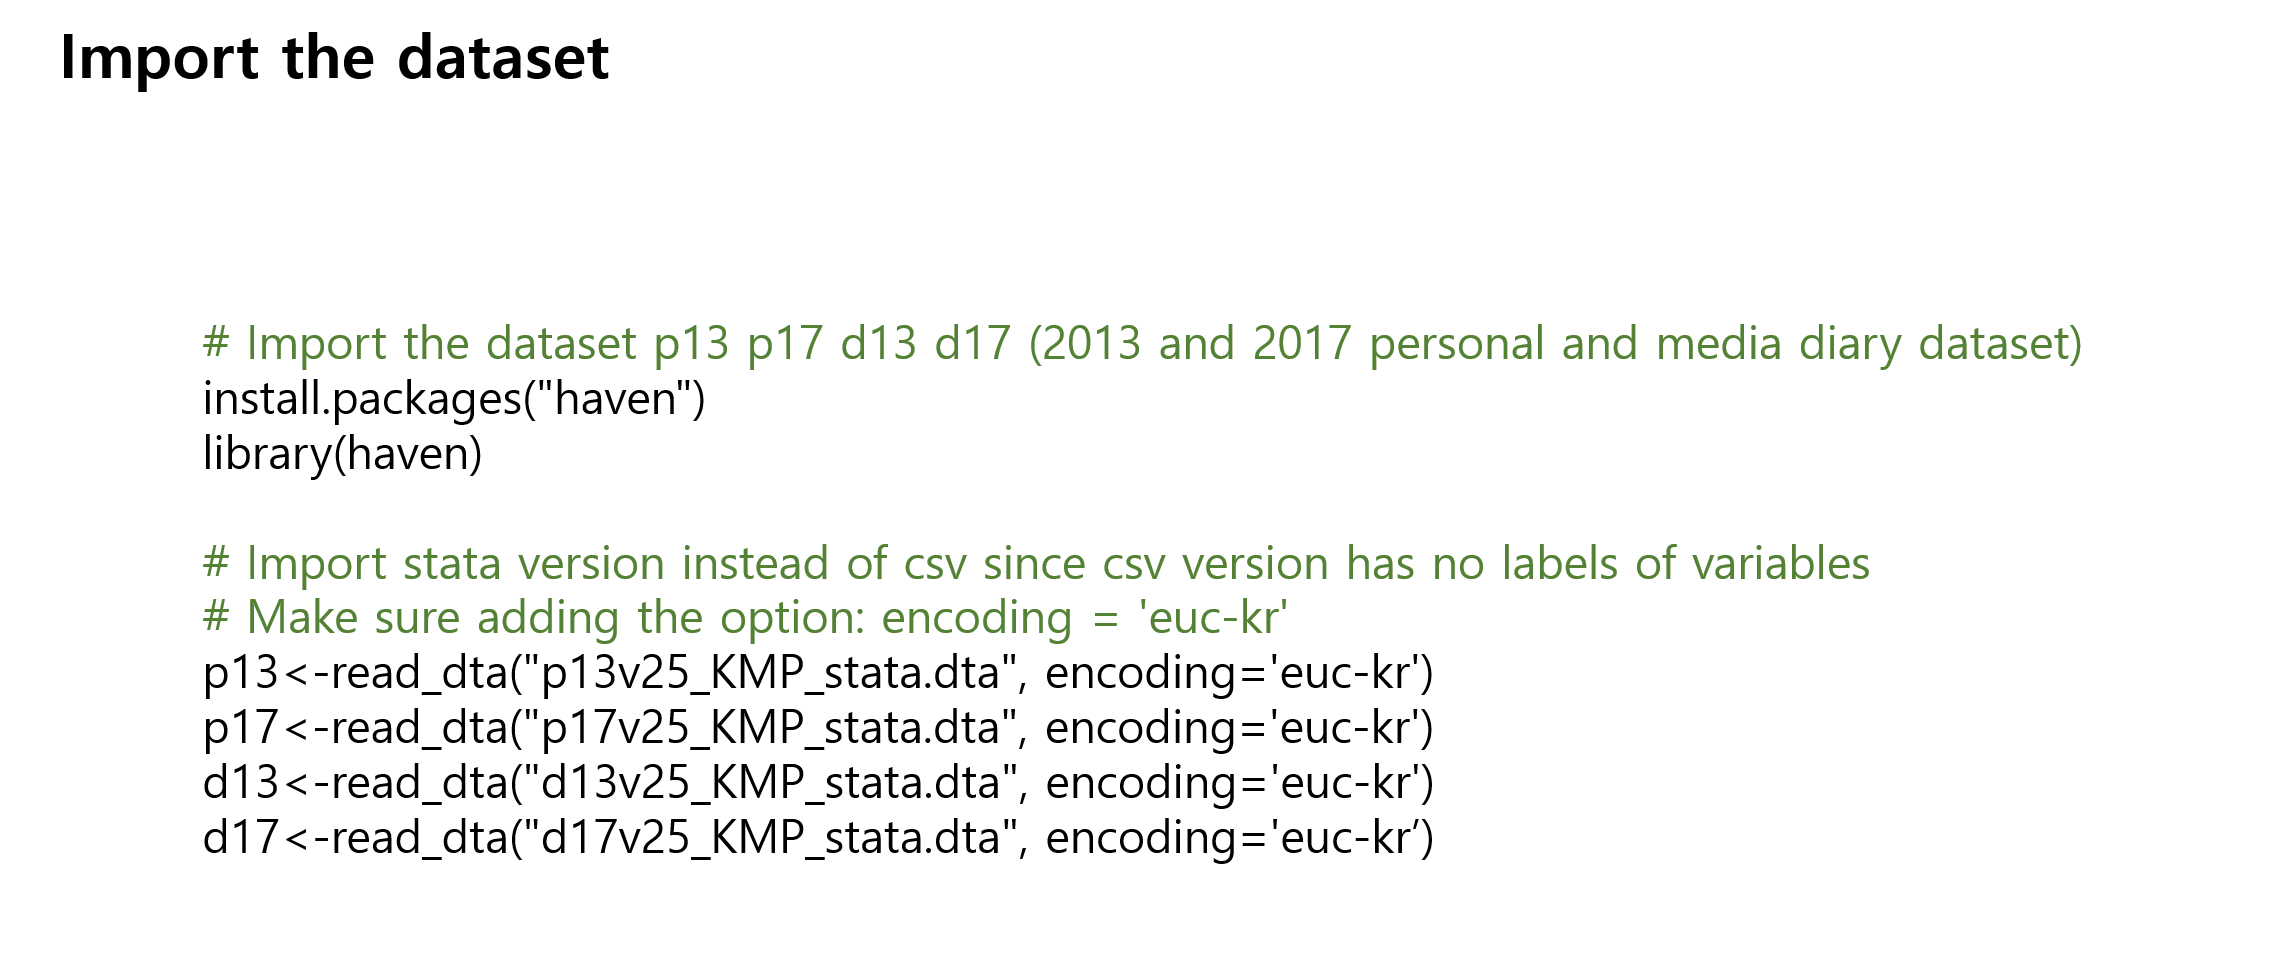 Import the dataset
# Import the dataset p13 p17 d13 d17 (2013 and 2017 personal and media diary dataset)
install.packages("haven")
library(haven)
# Import stata version instead of csv since csv version has no labels of variables
# Make sure adding the option: encoding = 'euc-kr'
p13<-read_dta("p13v25_KMP_stata.dta", encoding='euc-kr')
p17<-read_dta("p17v25_KMP_stata.dta", encoding='euc-kr')
d13<-read_dta("d13v25_KMP_stata.dta", encoding='euc-kr')
d17<-read_dta("d17v25_KMP_stata.dta", encoding='euc-kr’)